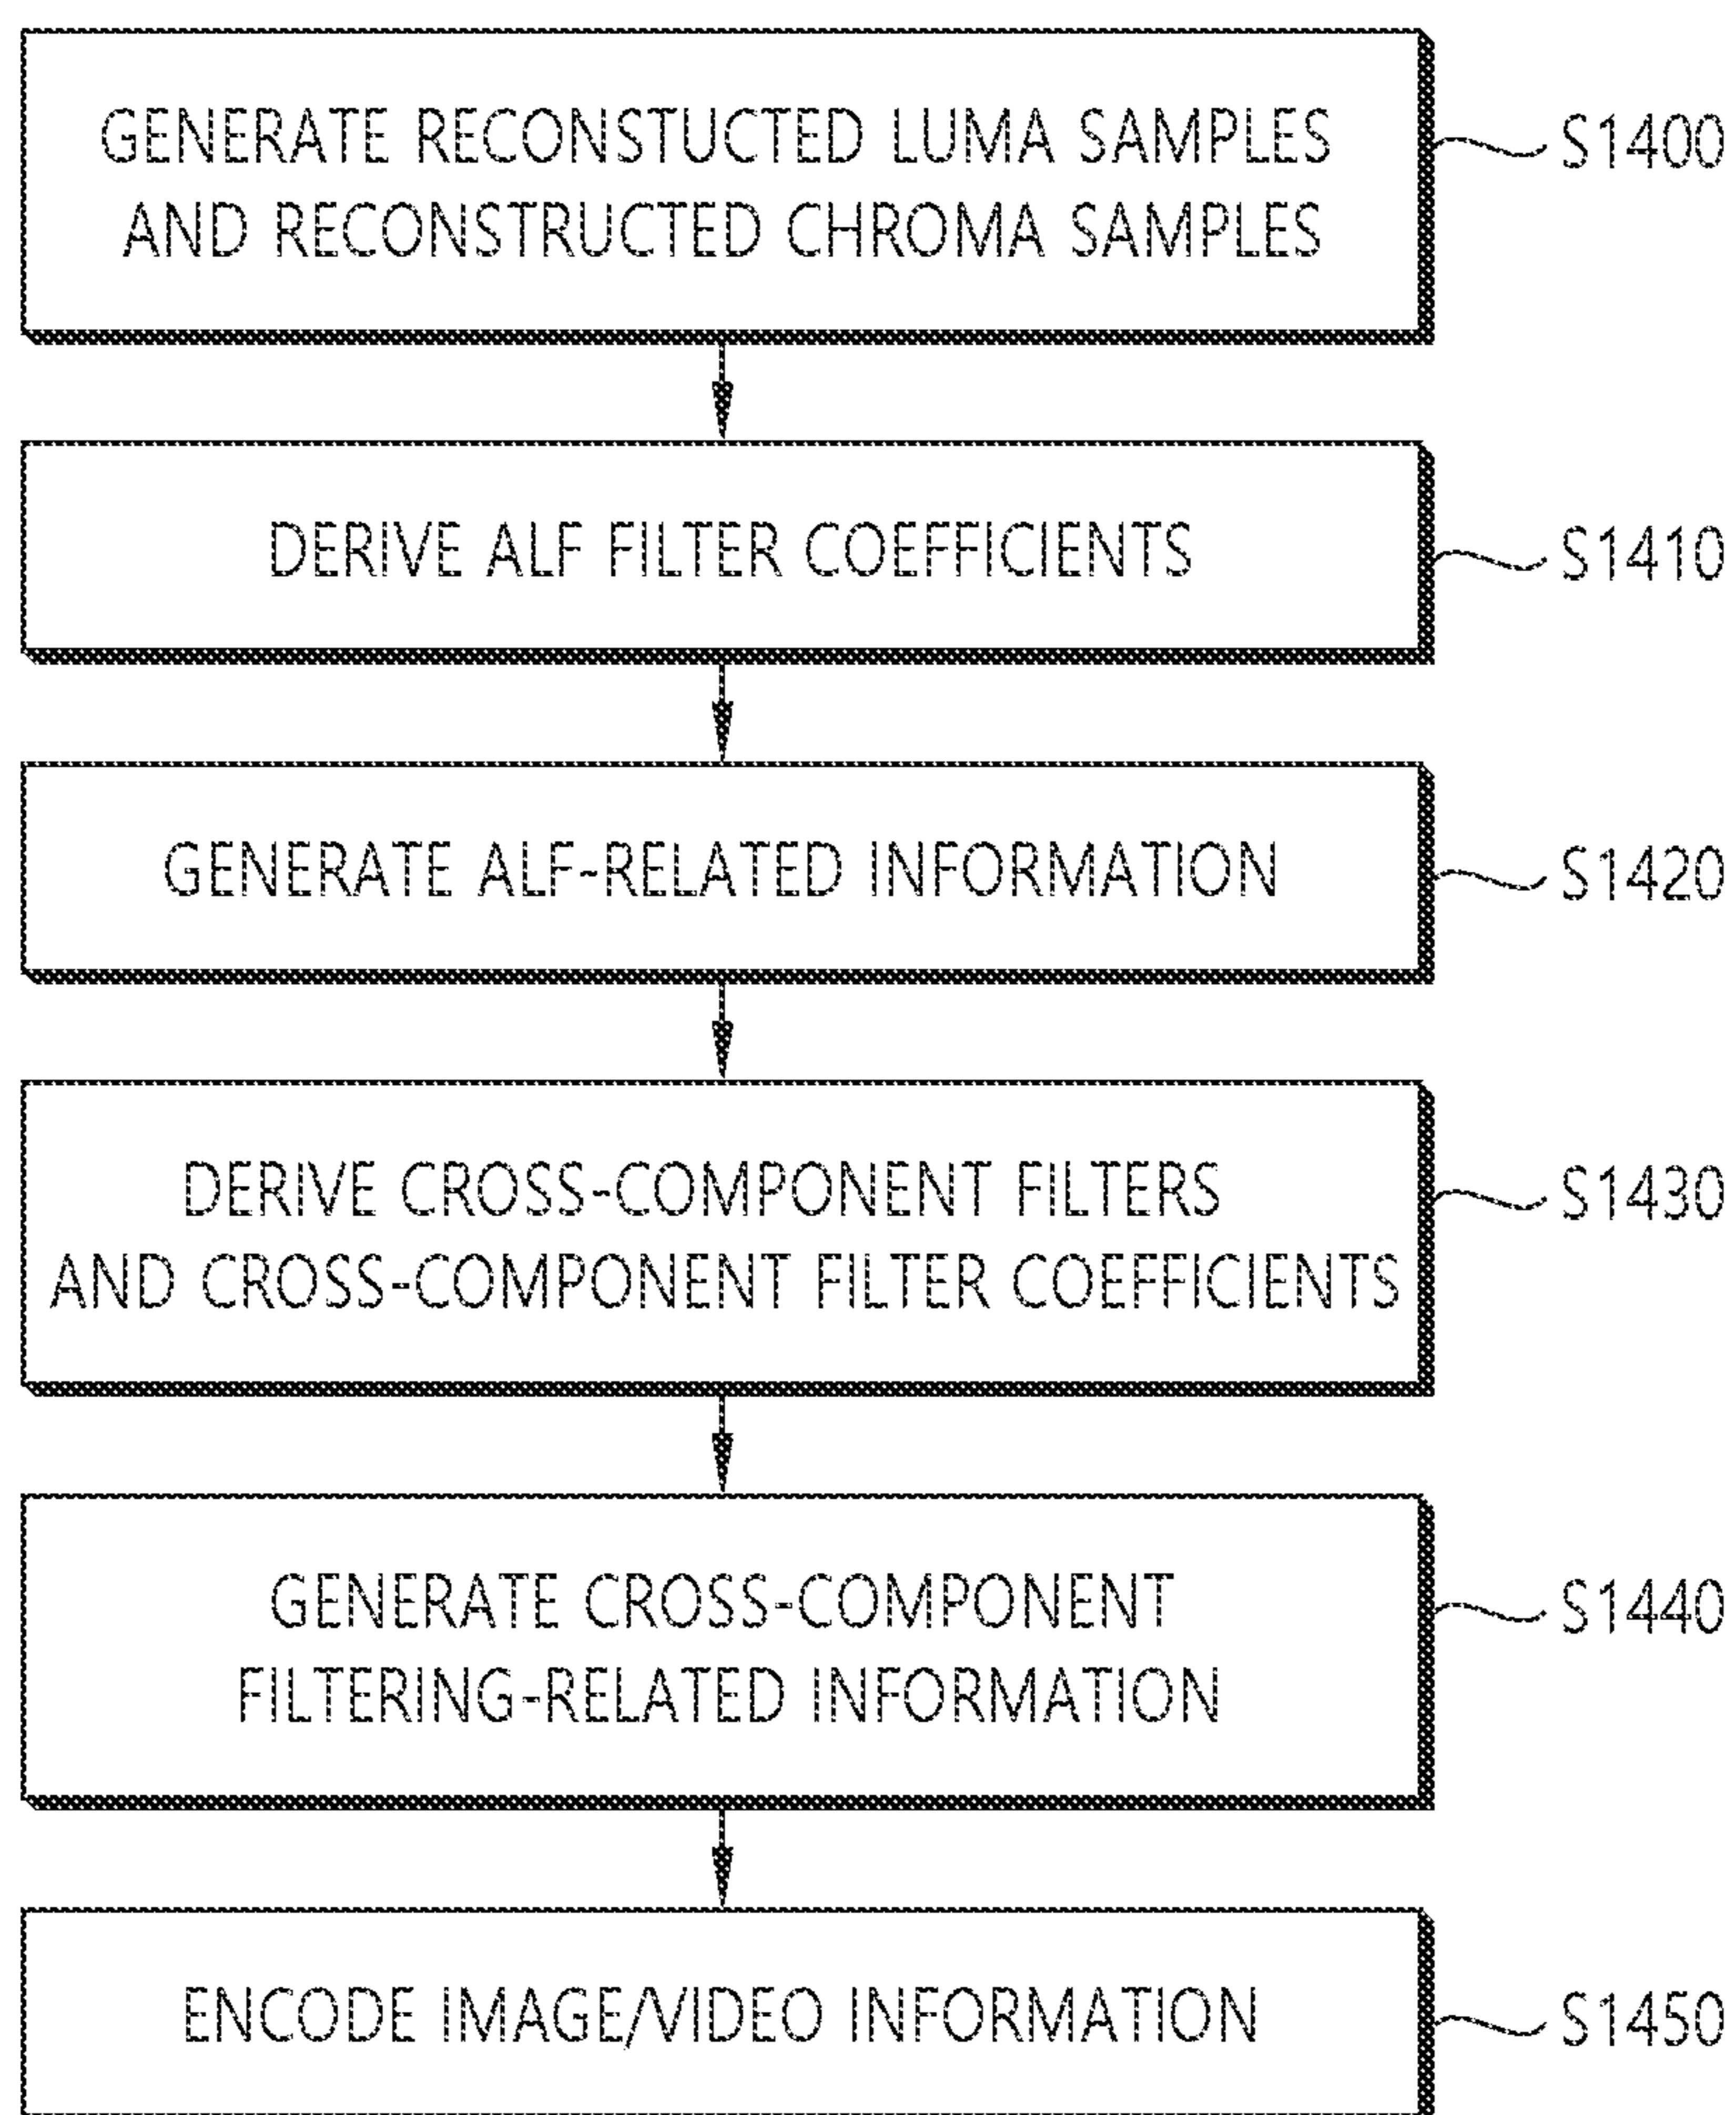 GENERATE RECONSTUCTED LUMA SAMPLES
AND RECONSTRUCTED CHROMA SAMPLES
S1400
DERIVE ALF FILTER COEFFICIENTS
S1410
GENERATE ALF-RELATED INFORMATION
S1420
DERIVE CROSS-COMPONENT FILTERS
AND CROSS-COMPONENT FILTER COEFFICIENTS
S1430
GENERATE CROSS-COMPONENT
FILTERING-RELATED INFORMATION
S1440
ENCODE IMAGE/VIDEO INFORMATION
S1450